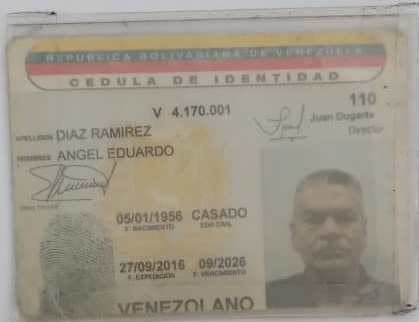 REPUBLICA BOLIVARIANA DE VENEZUELA
CEDULA DE IDENTIDAD
V 4.170.001
110
Juan Dugarte
Director
APELLIDOS DIAZ RAMIREZ
NOMBRES ANGEL EDUARDO
05/01/1956 CASADO
F. NACIMIENTO EDO CIVIL
27/09/2016 09/2026
F. EXPEDICION F. VENCIMIENTO
VENEZOLANO